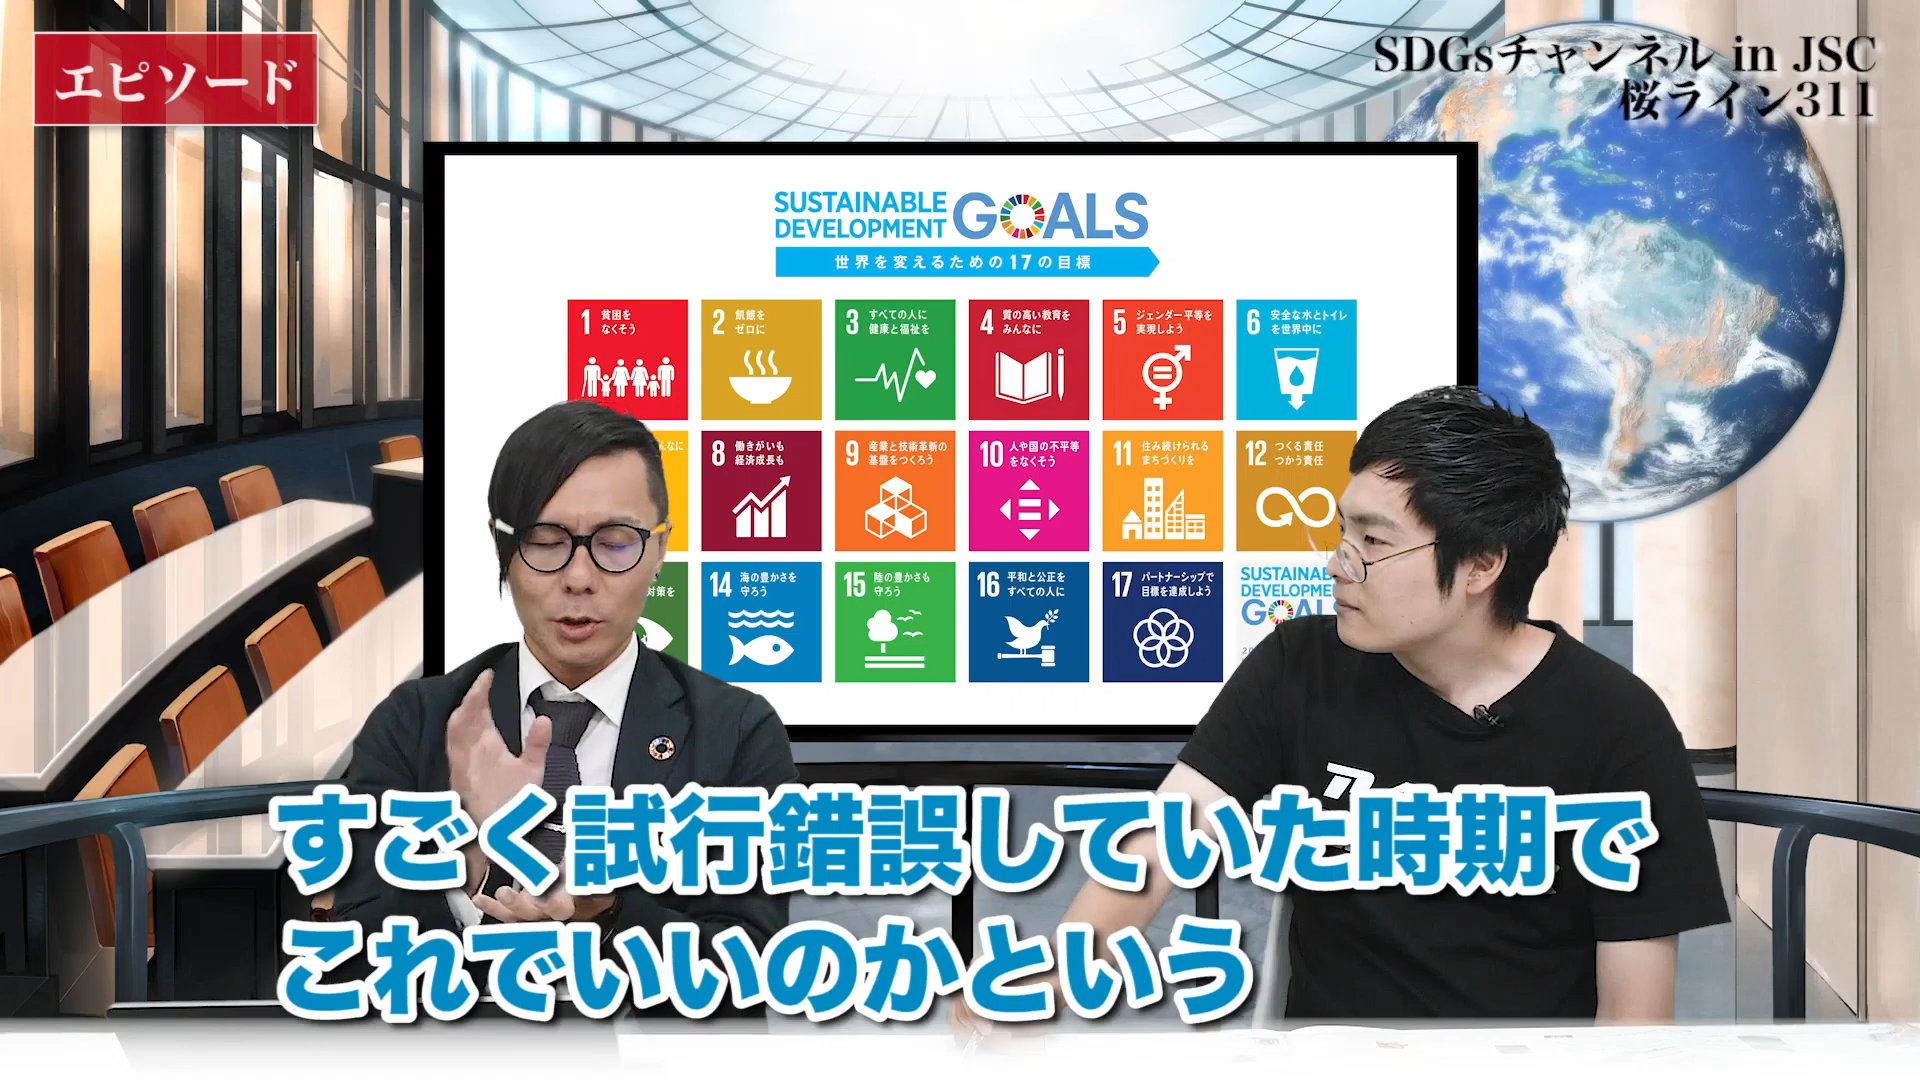 エピソード
SDGsチャンネル in JSC
桜ライン311
SUSTAINABLE
DEVELOPMENT
GOALS
世界を変えるための17の目標
1 貧困を
なくそう
2 飢餓を
ゼロに
3 すべての人に
健康と福祉を
4 質の高い教育を
みんなに
5 ジェンダー平等を
実現しよう
6 安全な水とトイレ
を世界中に
んなに
8 働きがいも
経済成長も
9 産業と技術革新の
基盤をつくろう
10 人や国の不平等
をなくそう
11 住み続けられる
まちづくりを
12 つくる責任
つかう責任
対策を
14 海の豊かさを
守ろう
15 陸の豊かさも
守ろう
16 平和と公正を
すべての人に
17 パートナーシップで
目標を達成しよう
SUSTAINAB
DEVELOPM
GOAL
すごく試行錯誤していた時期で
これでいいのかという